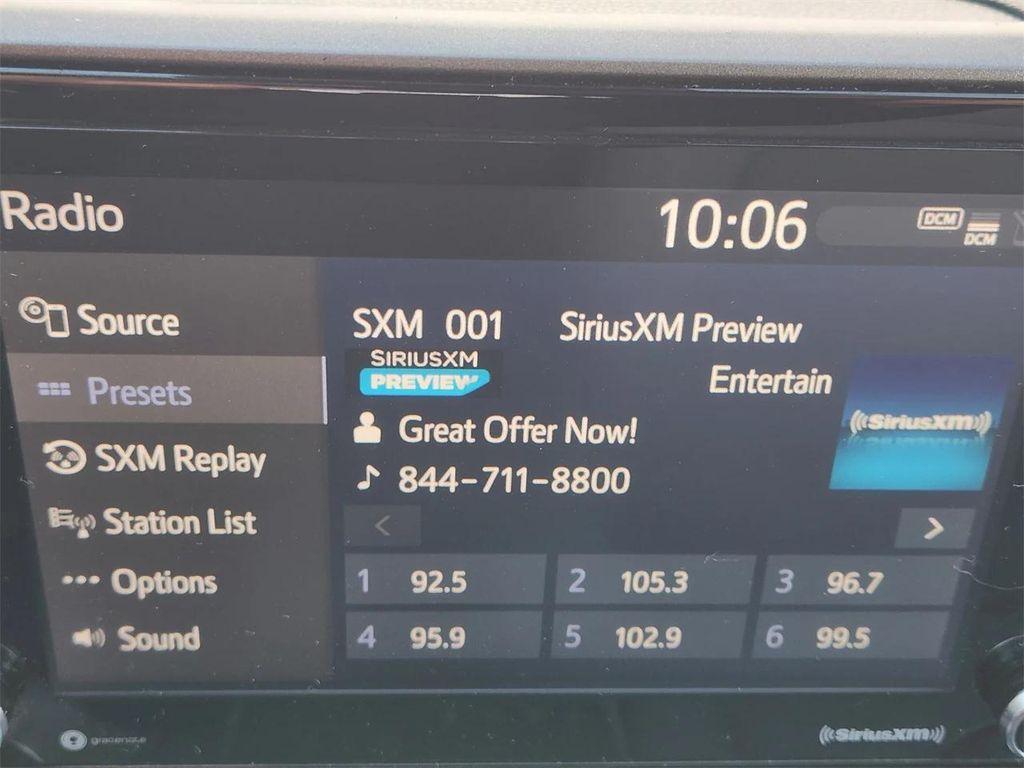 Radio
10:06
DCM
DCM
Source
Presets
SXM Replay
Station List
Options
Sound
SXM 001
SiriusXM Preview
SIRIUSXM
PREVIEW
Entertain
Great Offer Now!
844-711-8800
((SiriusXM))
1 92.5
2 105.3
3 96.7
4 95.9
5 102.9
6 99.5
gracenote
((SiriusXM))